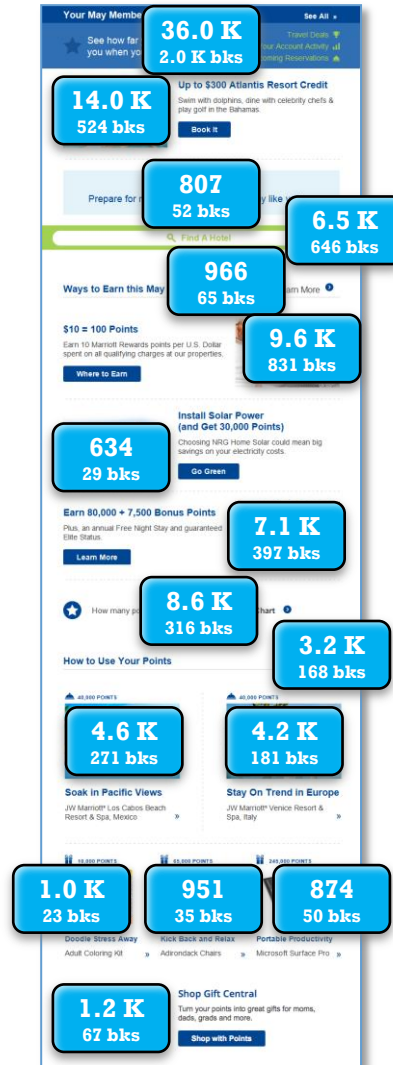 Your May Membe
See All »
36.0 K
2.0 K bks
See how far
you when yo
Travel Deals
our Account Activity
oming Reservations
14.0 K
524 bks
Up to $300 Atlantis Resort Credit
Swim with dolphins, dine with celebrity chefs &
play golf in the Bahamas.
Book It
807
52 bks
Prepare for
y like
6.5 K
646 bks
Find A Hotel
966
65 bks
Ways to Earn this May
arn More
$10 = 100 Points
Earn 10 Marriott Rewards points per U.S. Dollar
spent on all qualifying charges at our properties.
Where to Earn
9.6 K
831 bks
634
29 bks
Install Solar Power
(and Get 30,000 Points)
Choosing NRG Home Solar could mean big
savings on your electricity costs.
Go Green
Earn 80,000 + 7,500 Bonus Points
Plus, an annual Free Night Stay and guaranteed
Elite Status.
Learn More
7.1 K
397 bks
How many po
8.6 K
316 bks
Chart
3.2 K
168 bks
How to Use Your Points
40,000 POINTS
40,000 POINTS
4.6 K
271 bks
4.2 K
181 bks
Soak in Pacific Views
Stay On Trend in Europe
JW Marriott® Los Cabos Beach
Resort & Spa, Mexico »
JW Marriott® Venice Resort &
Spa, Italy »
10,000 POINTS
60,000 POINTS
240,000 POINTS
1.0 K
23 bks
951
35 bks
874
50 bks
Doodle Stress Away
Kick Back and Relax
Portable Productivity
Adult Coloring Kit »
Adirondack Chairs »
Microsoft Surface Pro »
1.2 K
67 bks
Shop Gift Central
Turn your points into great gifts for moms,
dads, grads and more.
Shop with Points